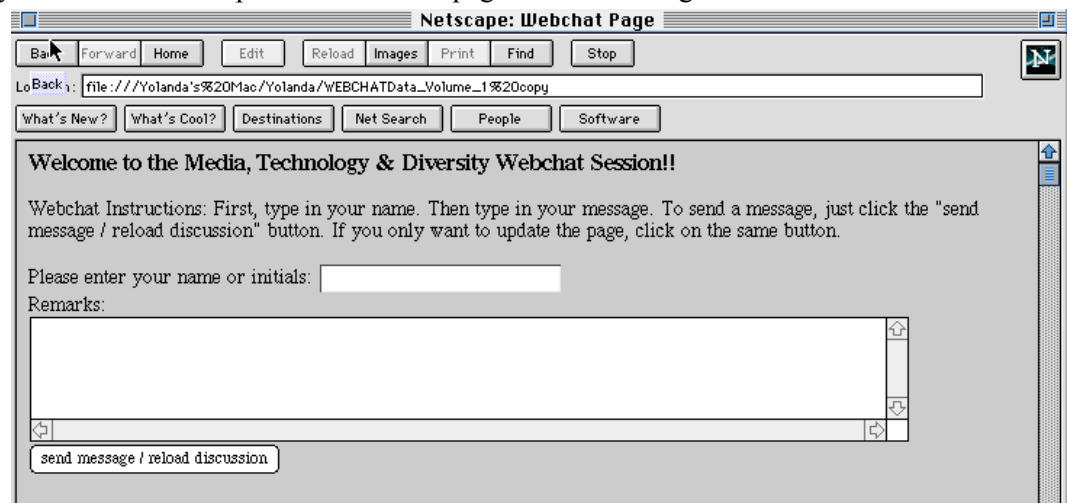 Netscape: Webchat Page
Forward Home Edit Reload Images Print Find Stop
N
Back file:///Yolanda's%20Mac/Yolanda/WEBCHATData_Volume_1%20copy
What's New? What's Cool? Destinations Net Search People Software
Welcome to the Media, Technology & Diversity Webchat Session!!
Webchat Instructions: First, type in your name. Then type in your message. To send a message, just click the "send
message / reload discussion" button. If you only want to update the page, click on the same button.
Please enter your name or initials:
Remarks:
send message / reload discussion